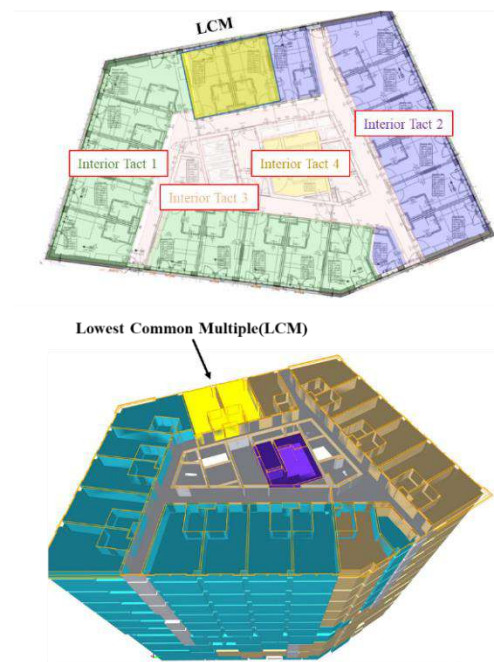 LCM
Interior Tact 2
Interior Tact 1
Interior Tact 4
Interior Tact 3
Lowest Common Multiple(LCM)